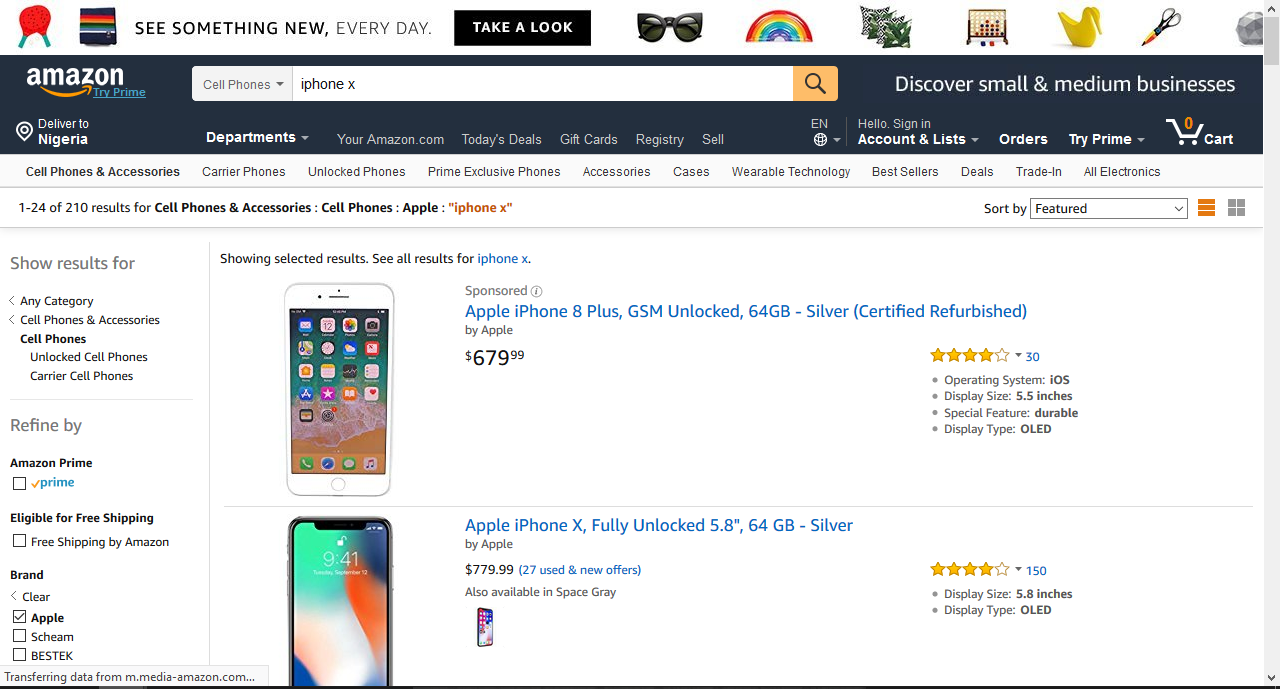 SEE SOMETHING NEW, EVERY DAY. TAKE A LOOK
amazon
Try Prime
Cell Phones iphone x
Discover small & medium businesses
Deliver to
Nigeria
Departments Your Amazon.com Today's Deals Gift Cards Registry Sell
EN
Hello. Sign in
Account & Lists Orders Try Prime 0 Cart
Cell Phones & Accessories Carrier Phones Unlocked Phones Prime Exclusive Phones Accessories Cases Wearable Technology Best Sellers Deals Trade-In All Electronics
1-24 of 210 results for Cell Phones & Accessories : Cell Phones : Apple : "iphone x"
Sort by Featured
Show results for
Any Category
Cell Phones & Accessories
Cell Phones
Unlocked Cell Phones
Carrier Cell Phones
Refine by
Amazon Prime
prime
Eligible for Free Shipping
Free Shipping by Amazon
Brand
Clear
Apple
Scheam
BESTEK
Showing selected results. See all results for iphone x.
Sponsored
Apple iPhone 8 Plus, GSM Unlocked, 64GB - Silver (Certified Refurbished)
by Apple
$679 99
30
Operating System: iOS
Display Size: 5.5 inches
Special Feature: durable
Display Type: OLED
9:41
Tuesday, September 12
Apple iPhone X, Fully Unlocked 5.8", 64 GB - Silver
by Apple
$779.99 (27 used & new offers)
Also available in Space Gray
150
Display Size: 5.8 inches
Display Type: OLED
Transferring data from m.media-amazon.com...